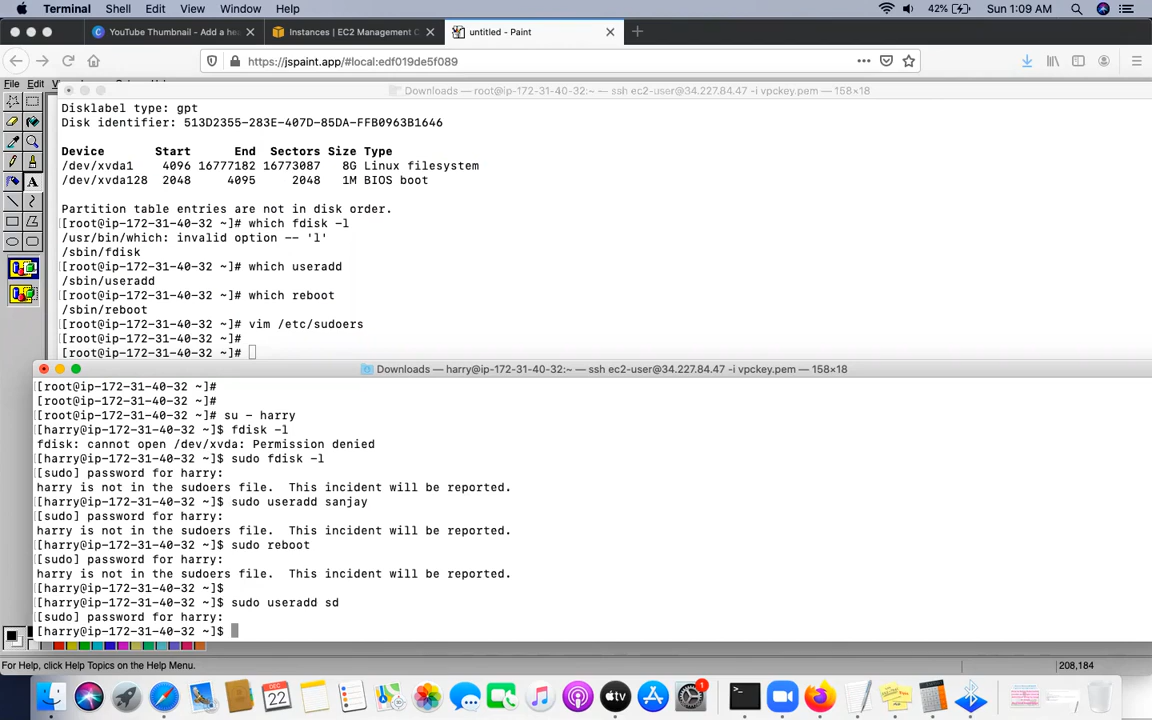 Terminal Shell Edit View Window Help 42% Sun 1:09 AM
YouTube Thumbnail - Add a hea Instances | EC2 Management C untitled - Paint
https://jspaint.app/#local:edf019de5f089
File Edit
Downloads — root@ip-172-31-40-32:~ — ssh ec2-user@34.227.84.47 -i vpckey.pem — 158×18
Disklabel type: gpt
Disk identifier: 513D2355-283E-407D-85DA-FFB0963B1646
Device Start End Sectors Size Type
/dev/xvda1 4096 16777182 16773087 8G Linux filesystem
/dev/xvda128 2048 4095 2048 1M BIOS boot
Partition table entries are not in disk order.
[root@ip-172-31-40-32 ~]# which fdisk -l
/usr/bin/which: invalid option -- 'l'
/sbin/fdisk
[root@ip-172-31-40-32 ~]# which useradd
/sbin/useradd
[root@ip-172-31-40-32 ~]# which reboot
/sbin/reboot
[root@ip-172-31-40-32 ~]# vim /etc/sudoers
[root@ip-172-31-40-32 ~]#
[root@ip-172-31-40-32 ~]#
Downloads — harry@ip-172-31-40-32:~ — ssh ec2-user@34.227.84.47 -i vpckey.pem — 158×18
[root@ip-172-31-40-32 ~]#
[root@ip-172-31-40-32 ~]#
[root@ip-172-31-40-32 ~]# su - harry
[harry@ip-172-31-40-32 ~]$ fdisk -l
fdisk: cannot open /dev/xvda: Permission denied
[harry@ip-172-31-40-32 ~]$ sudo fdisk -l
[sudo] password for harry:
harry is not in the sudoers file.  This incident will be reported.
[harry@ip-172-31-40-32 ~]$ sudo useradd sanjay
[sudo] password for harry:
harry is not in the sudoers file.  This incident will be reported.
[harry@ip-172-31-40-32 ~]$ sudo reboot
[sudo] password for harry:
harry is not in the sudoers file.  This incident will be reported.
[harry@ip-172-31-40-32 ~]$
[harry@ip-172-31-40-32 ~]$ sudo useradd sd
[sudo] password for harry:
[harry@ip-172-31-40-32 ~]$
For Help, click Help Topics on the Help Menu. 208,184
DEC
22
tv
1